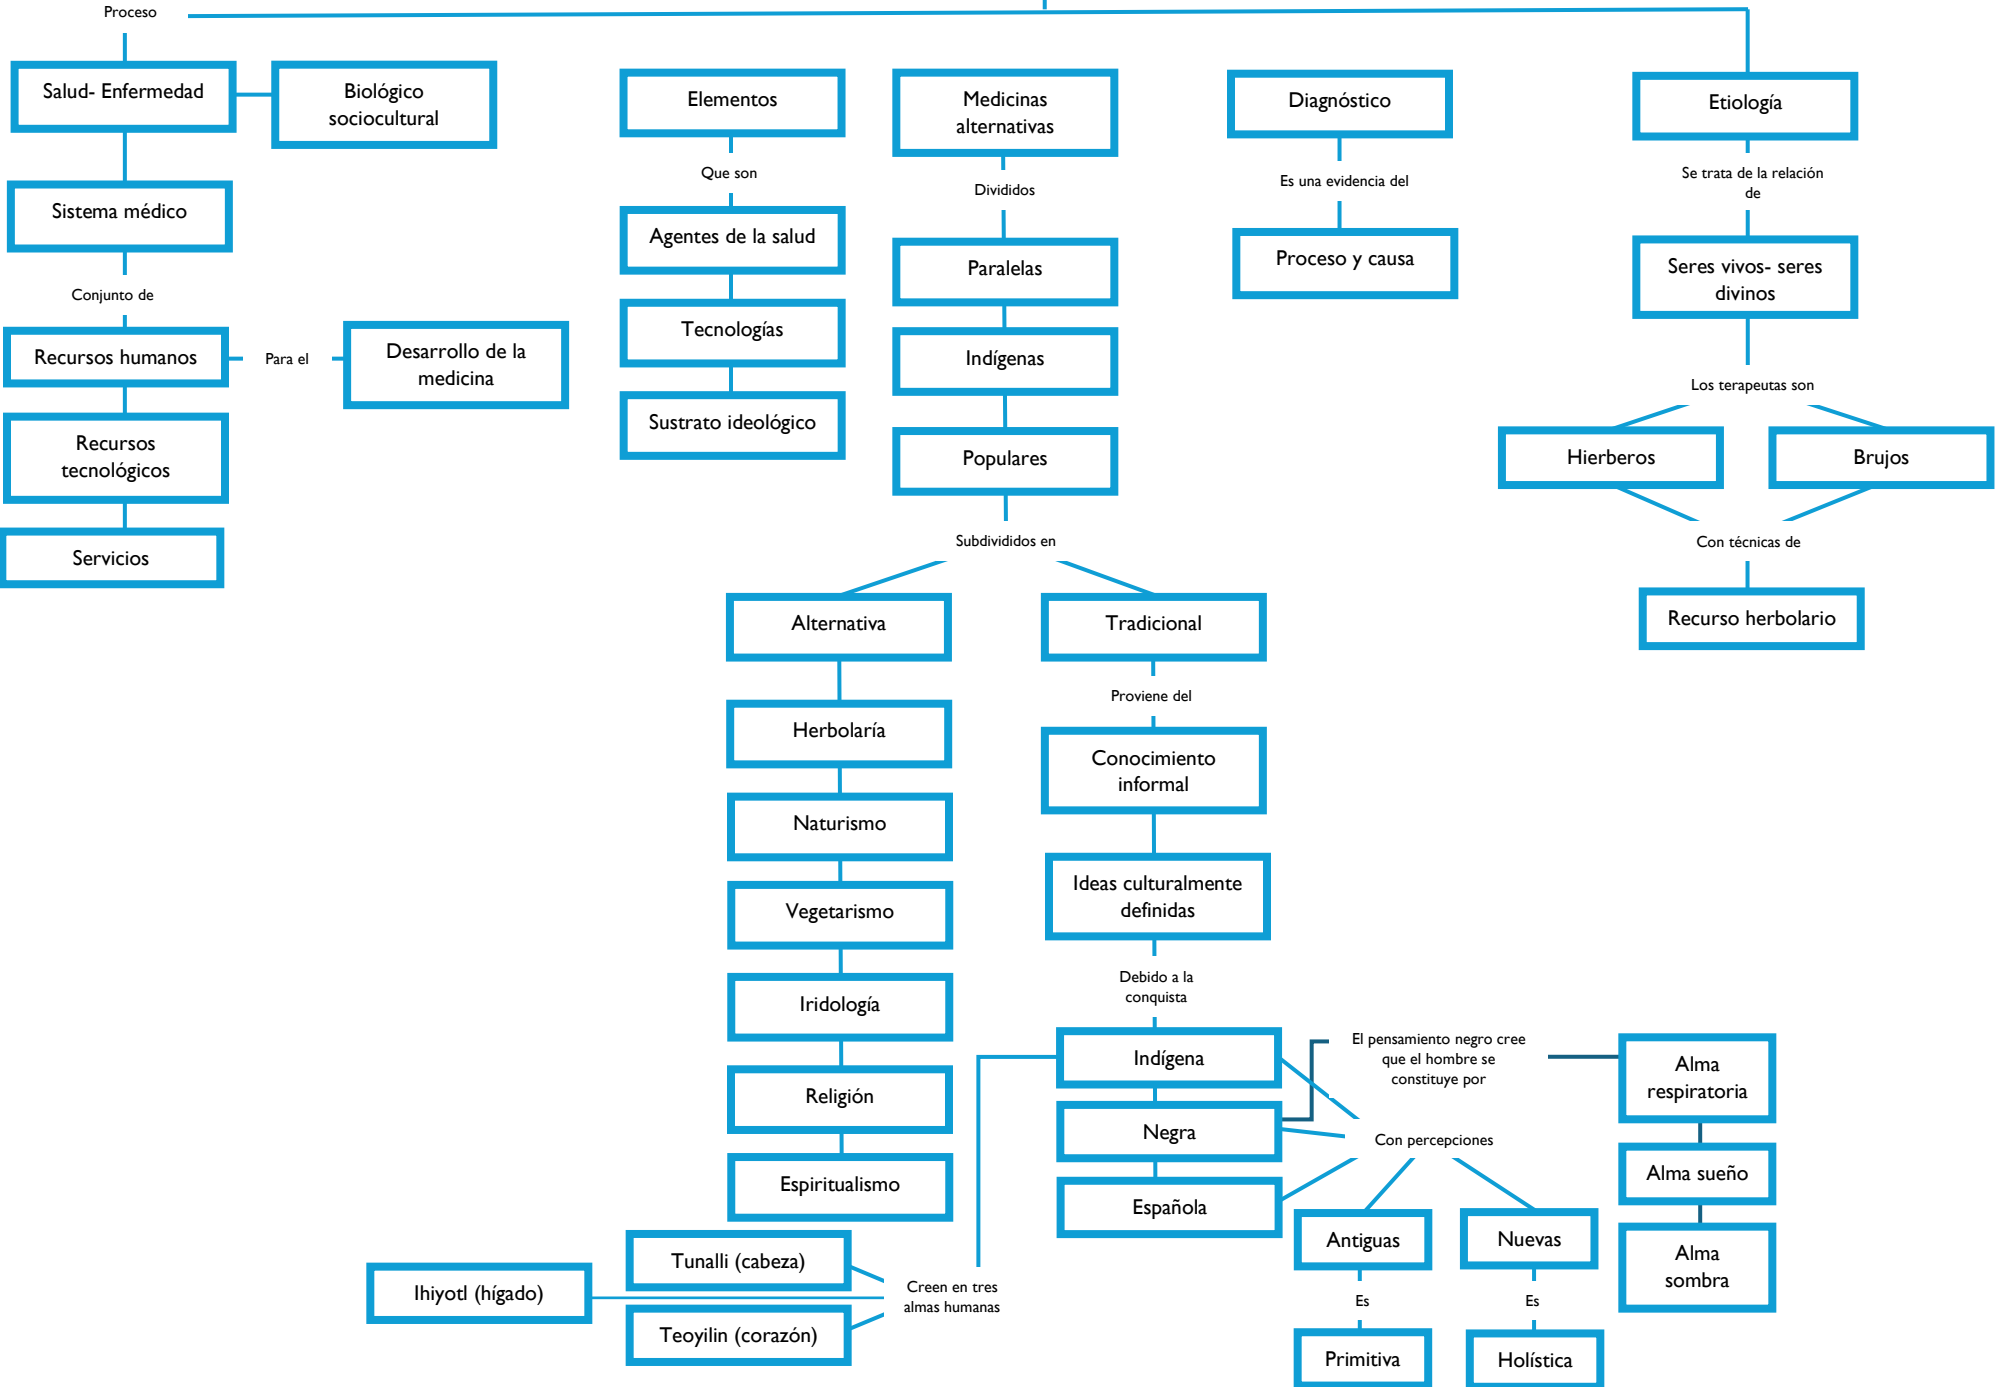 Proceso
Salud- Enfermedad
Biológico
sociocultural
Sistema médico
Conjunto de
Recursos humanos
Para el
Desarrollo de la
medicina
Recursos
tecnológicos
Servicios
Elementos
Que son
Agentes de la salud
Tecnologías
Sustrato ideológico
Medicinas
alternativas
Divididos
Paralelas
Indígenas
Populares
Subdivididos en
Alternativa
Herbolaría
Naturismo
Vegetarismo
Iridología
Religión
Espiritualismo
Tradicional
Proviene del
Conocimiento
informal
Ideas culturalmente
definidas
Debido a la
conquista
Indígena
Negra
Española
Creen en tres
almas humanas
Tunalli (cabeza)
Ihiyotl (hígado)
Teoyilin (corazón)
El pensamiento negro cree
que el hombre se
constituye por
Alma
respiratoria
Alma sueño
Alma
sombra
Con percepciones
Antiguas
Es
Primitiva
Nuevas
Es
Holística
Diagnóstico
Es una evidencia del
Proceso y causa
Etiología
Se trata de la relación
de
Seres vivos- seres
divinos
Los terapeutas son
Hierberos
Brujos
Con técnicas de
Recurso herbolario